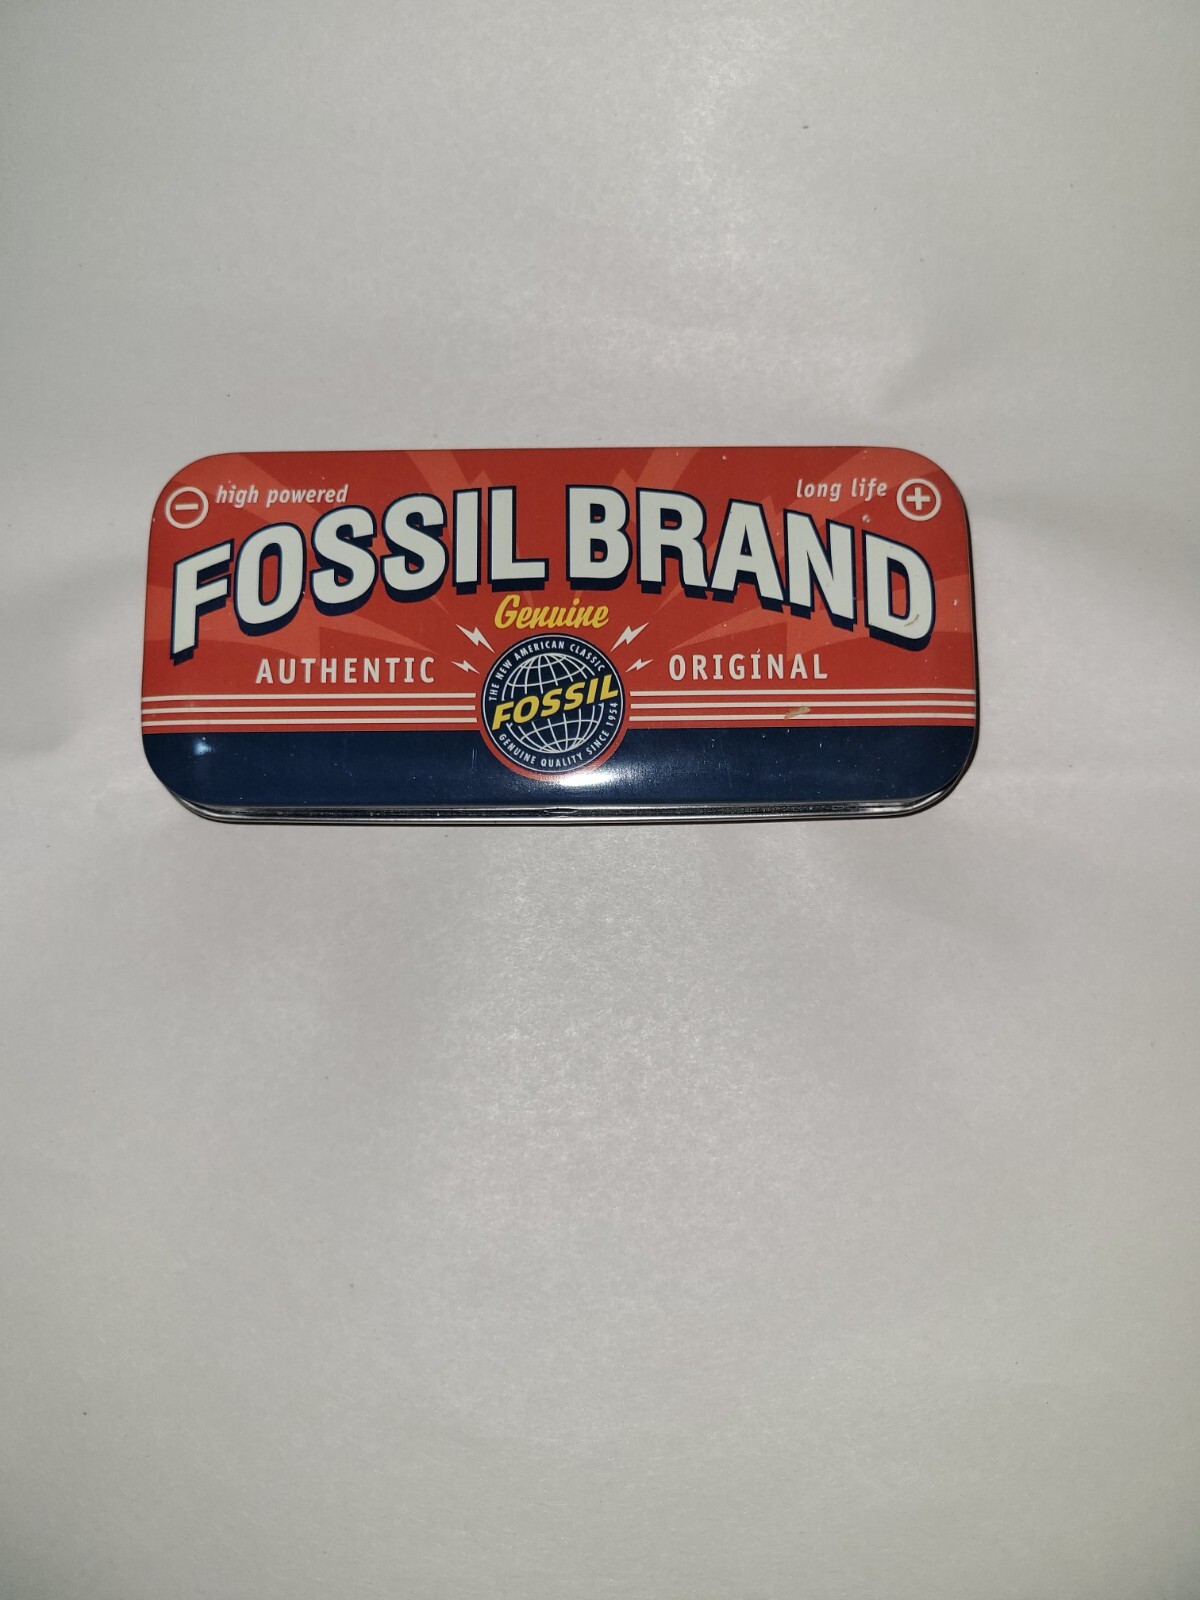 high powered
long life
FOSSIL BRAND
Genuine
AUTHENTIC
ORIGINAL
THE NEW AMERICAN CLASSIC
FOSSIL
GENUINE QUALITY SINCE 1954